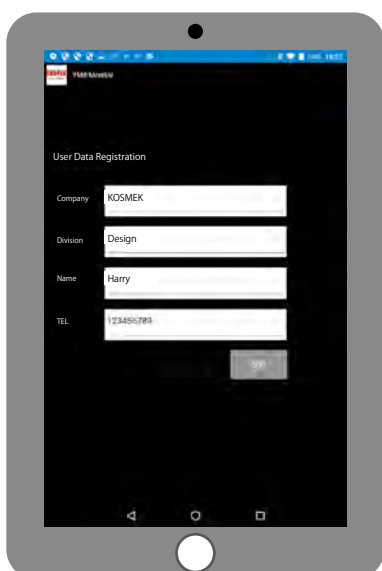 User Data Registration
Company KOSMEK
Division Design
Name Harry
TEL 123456789